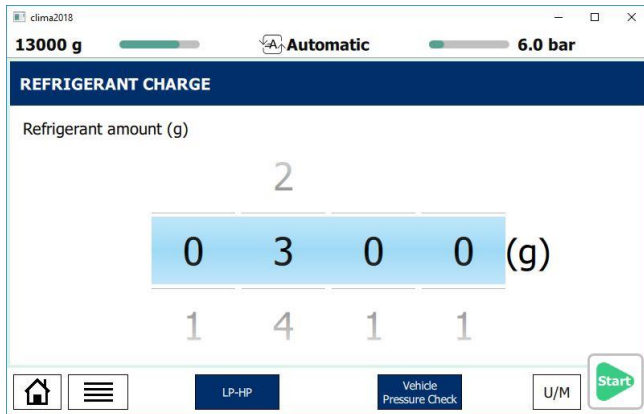 clima2018
13000 g Automatic 6.0 bar
REFRIGERANT CHARGE
Refrigerant amount (g)
2
0 3 0 0 (g)
1 4 1 1
LP-HP
Vehicle
Pressure Check
U/M
Start